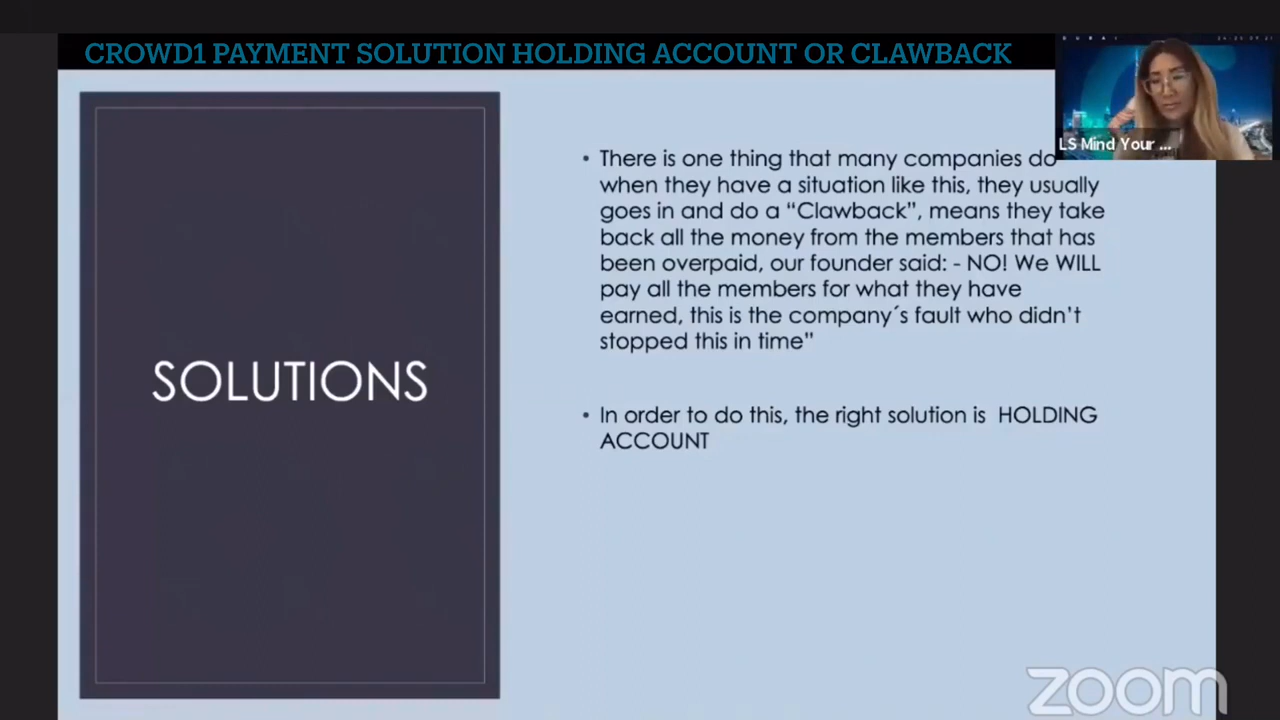 CROWD1 PAYMENT SOLUTION HOLDING ACCOUNT OR CLAWBACK
DUBAI
LS Mind Your ...
• There is one thing that many companies do
when they have a situation like this, they usually
goes in and do a “Clawback”, means they take
back all the money from the members that has
been overpaid, our founder said: - NO! We WILL
pay all the members for what they have
earned, this is the company´s fault who didn’t
stopped this in time”
SOLUTIONS
• In order to do this, the right solution is HOLDING
ACCOUNT
zoom